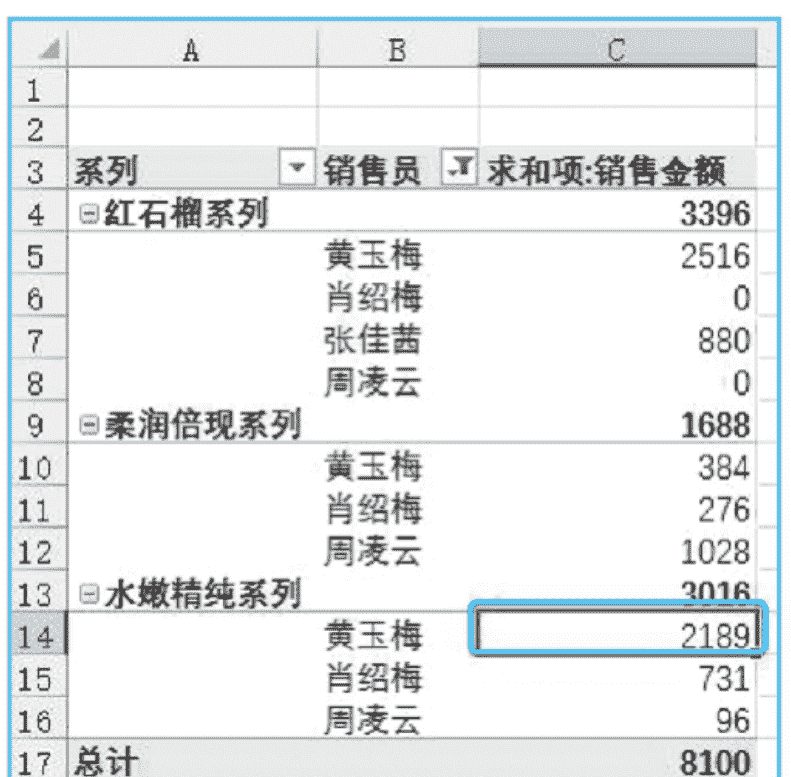 A B C
1
2
3 系列 销售员 求和项:销售金额
4 红石榴系列 3396
5 黄玉梅 2516
6 肖绍梅 0
7 张佳茜 880
8 周凌云 0
9 柔润倍现系列 1688
10 黄玉梅 384
11 肖绍梅 276
12 周凌云 1028
13 水嫩精纯系列 3016
14 黄玉梅 2189
15 肖绍梅 731
16 周凌云 96
17 总计 8100